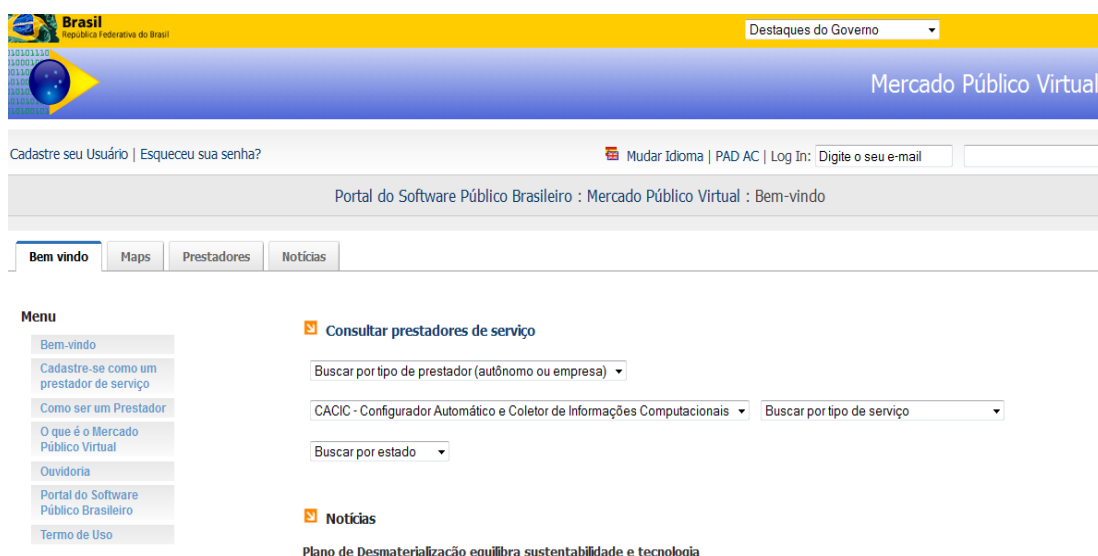 Brasil
República Federativa do Brasil
Destaques do Governo
Mercado Público Virtual
Cadastre seu Usuário | Esqueceu sua senha?
Mudar Idioma | PAD AC | Log In: Digite o seu e-mail
Portal do Software Público Brasileiro : Mercado Público Virtual : Bem-vindo
Bem vindo Maps Prestadores Notícias
Menu
Bem-vindo
Cadastre-se como um
prestador de serviço
Como ser um Prestador
O que é o Mercado
Público Virtual
Ouvidoria
Portal do Software
Público Brasileiro
Termo de Uso
Consultar prestadores de serviço
Buscar por tipo de prestador (autônomo ou empresa)
CACIC - Configurador Automático e Coletor de Informações Computacionais Buscar por tipo de serviço
Buscar por estado
Notícias
Plano de Desmaterialização equilibra sustentabilidade e tecnologia